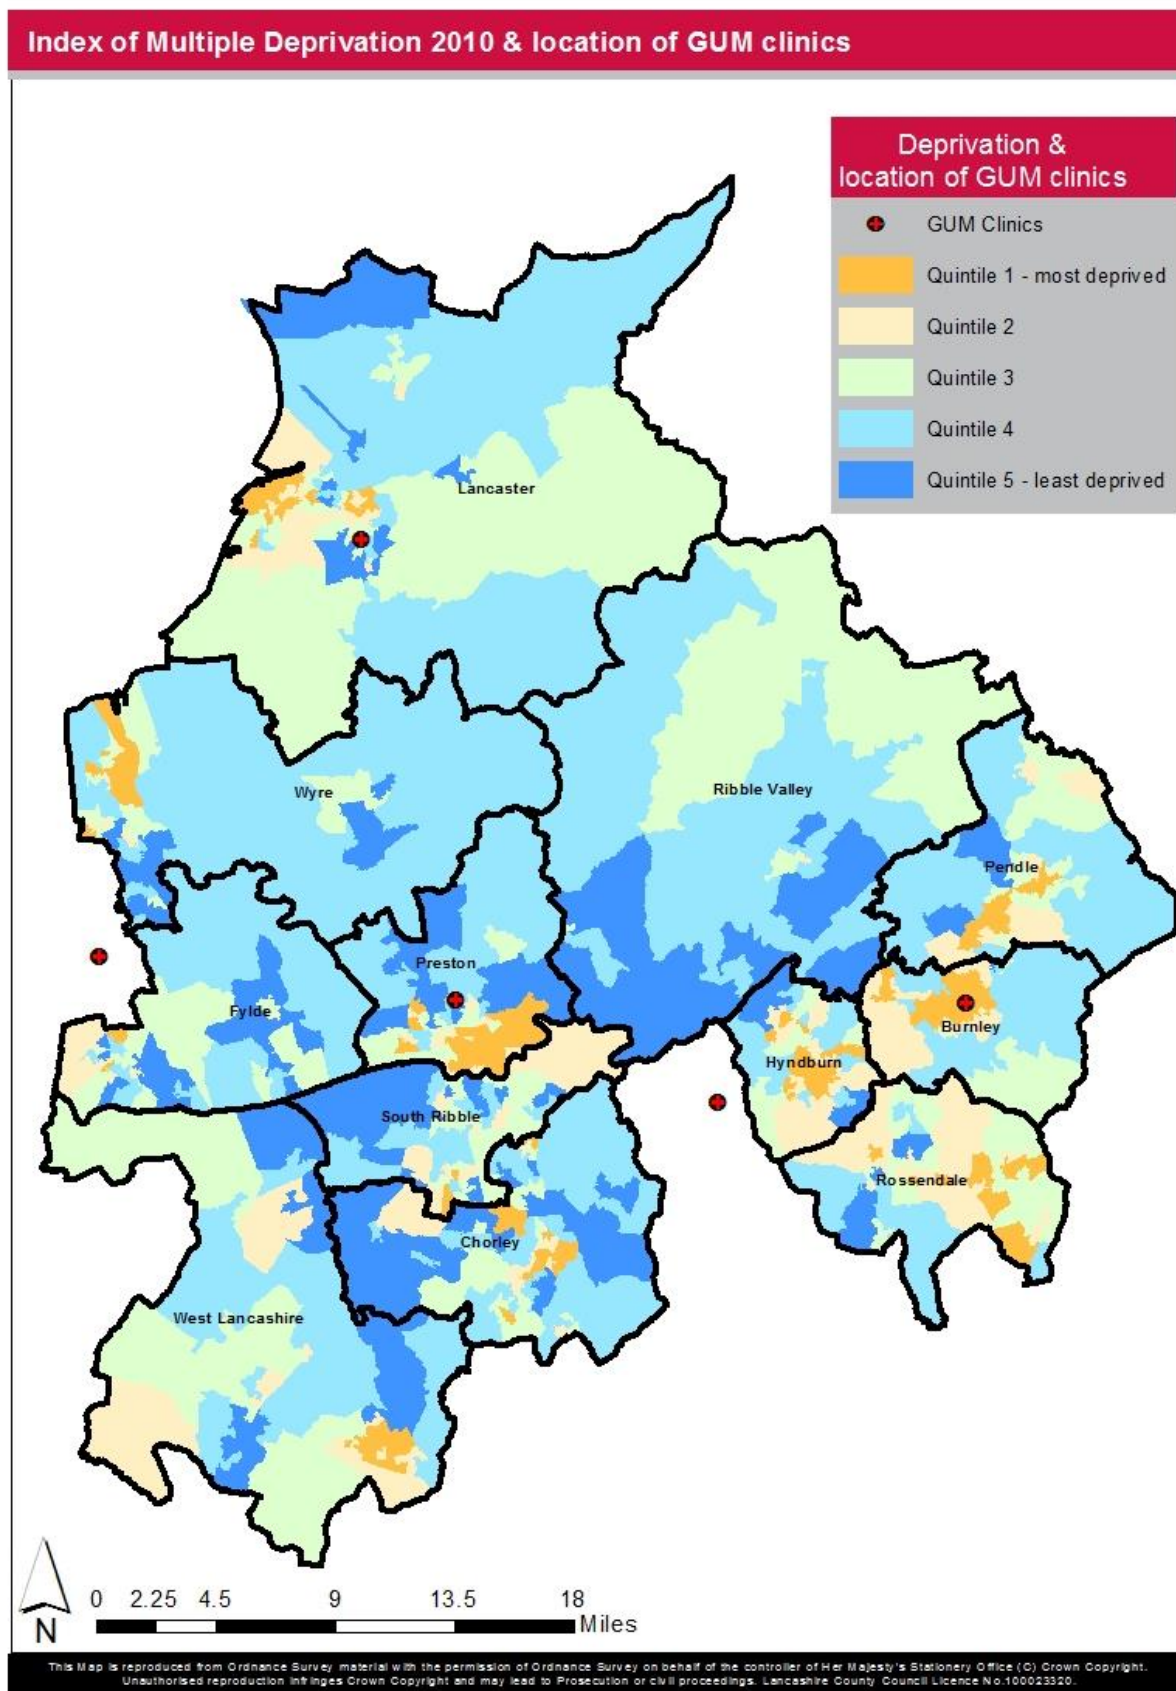 Index of Multiple Deprivation 2010 & location of GUM clinics
Deprivation &
location of GUM clinics
GUM Clinics
Quintile 1 - most deprived
Quintile 2
Quintile 3
Quintile 4
Quintile 5 - least deprived
Lancaster
Wyre
Ribble Valley
Pendle
Preston
Fylde
Burnley
Hyndburn
South Ribble
Rossendale
Chorley
West Lancashire
N
0 2.25 4.5 9 13.5 18
Miles
This Map is reproduced from Ordnance Survey material with the permission of Ordnance Survey on behalf of the controller of Her Majesty's Stationery Office (C) Crown Copyright.
Unauthorised reproduction infringes Crown Copyright and may lead to Prosecution or civil proceedings. Lancashire County Council Licence No.100023320.